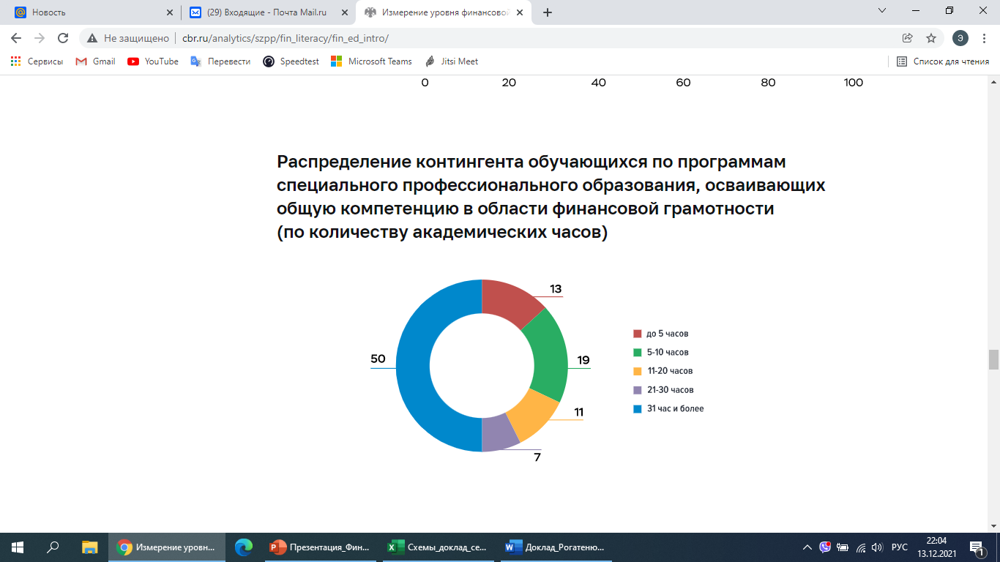 Новость
(29) Входящие - Почта Mail.ru
Измерение уровня финансовой
Не защищено
cbr.ru/analytics/szpp/fin_literacy/fin_ed_intro/
Э
Сервисы
Gmail
YouTube
Перевести
Speedtest
Microsoft Teams
Jitsi Meet
Список для чтения
0 20 40 60 80 100
Распределение контингента обучающихся по программам
специального профессионального образования, осваивающих
общую компетенцию в области финансовой грамотности
(по количеству академических часов)
13
50
19
11
7
до 5 часов
5-10 часов
11-20 часов
21-30 часов
31 час и более
Измерение уровн...
Презентация_Фин...
Схемы_доклад_се...
Доклад_Рогатеню...
РУС
22:04
13.12.2021
1